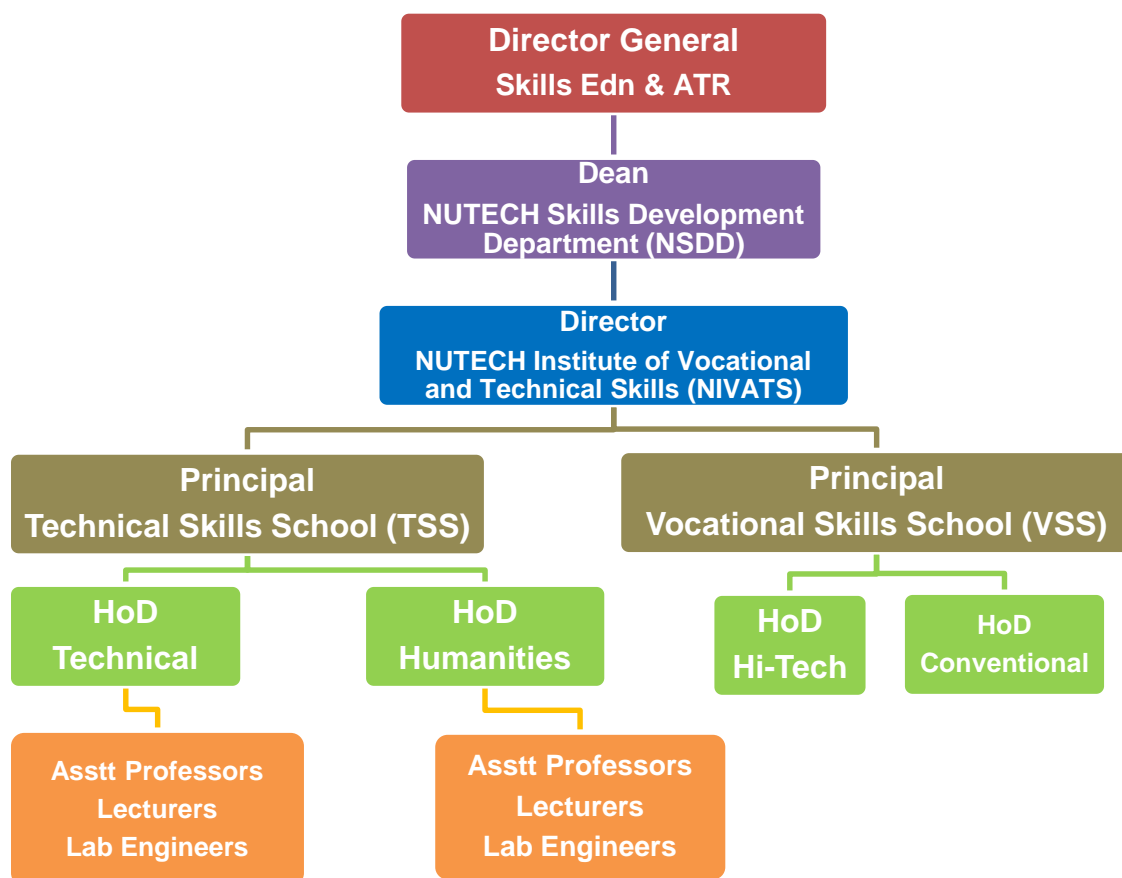 Director General
Skills Edn & ATR
Dean
NUTECH Skills Development
Department (NSDD)
Director
NUTECH Institute of Vocational
and Technical Skills (NIVATS)
Principal
Technical Skills School (TSS)
Principal
Vocational Skills School (VSS)
HoD
Technical
HoD
Humanities
HoD
Hi-Tech
HoD
Conventional
Asstt Professors
Lecturers
Lab Engineers
Asstt Professors
Lecturers
Lab Engineers